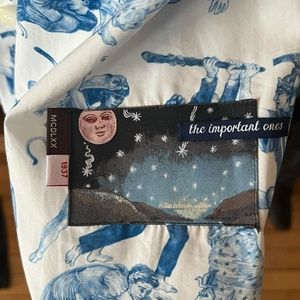 the important ones
MCDLXX
1937